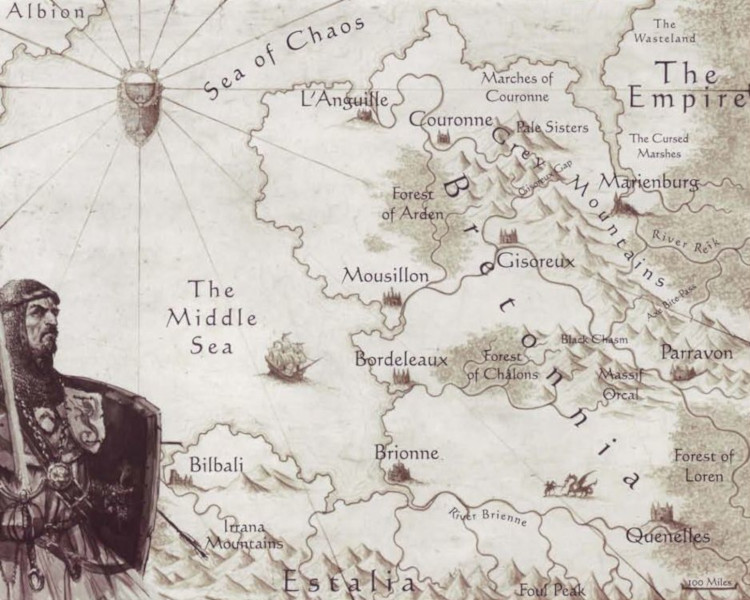 Albion
Sea of Chaos
The
Wasteland
The
Empire
Marches of
Couronne
L'Anguille
Couronne
Pale Sisters
The Cursed
Marshes
Grey Mountains
Gisoreux Gap
Marienburg
Forest
of Arden
Bretonnia
River Reik
Gisoreux
Mousillon
The
Middle
Sea
Axe Bite Pass
Black Chasm
Bordeleaux
Forest
of Châlons
Massif
Orcal
Parravon
Bilbali
Brionne
Forest of
Loren
Irrana
Mountains
River Brienne
Quenelles
Estalia
Foul Peak
100 Miles